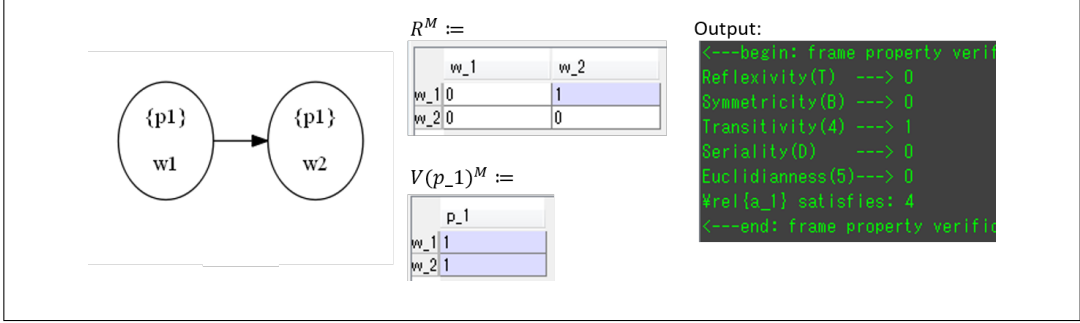 {p1}
w1
{p1}
w2
R^M :=
w_1 w_2
w_1 0 1
w_2 0 0
V(p_1)^M :=
p_1
w_1 1
w_2 1
Output:
<---begin: frame property verif
Reflexivity(T) ---> 0
Symmetricity(B) ---> 0
Transitivity(4) ---> 1
Seriality(D) ---> 0
Euclidianness(5)---> 0
¥rel{a_1} satisfies: 4
<---end: frame property verific